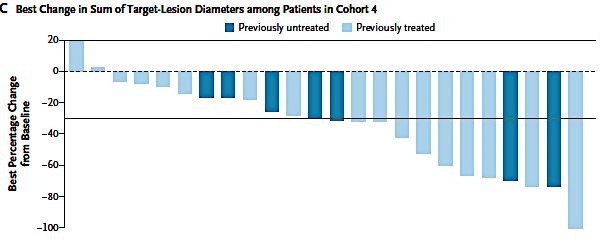 C Best Change in Sum of Target-Lesion Diameters among Patients in Cohort 4
Previously untreated Previously treated
Best Percentage Change
from Baseline
20
0
−20
−40
−60
−80
−100